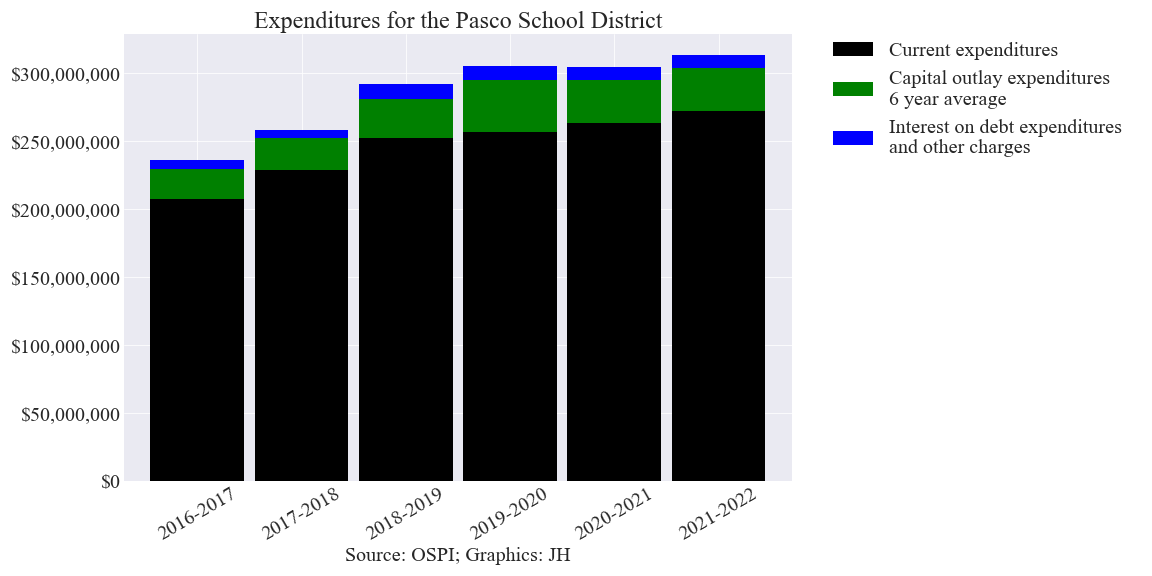 Expenditures for the Pasco School District
$300,000,000
$250,000,000
$200,000,000
$150,000,000
$100,000,000
$50,000,000
$0
2016-2017
2017-2018
2018-2019
2019-2020
2020-2021
2021-2022
Source: OSPI; Graphics: JH
Current expenditures
Capital outlay expenditures
6 year average
Interest on debt expenditures
and other charges